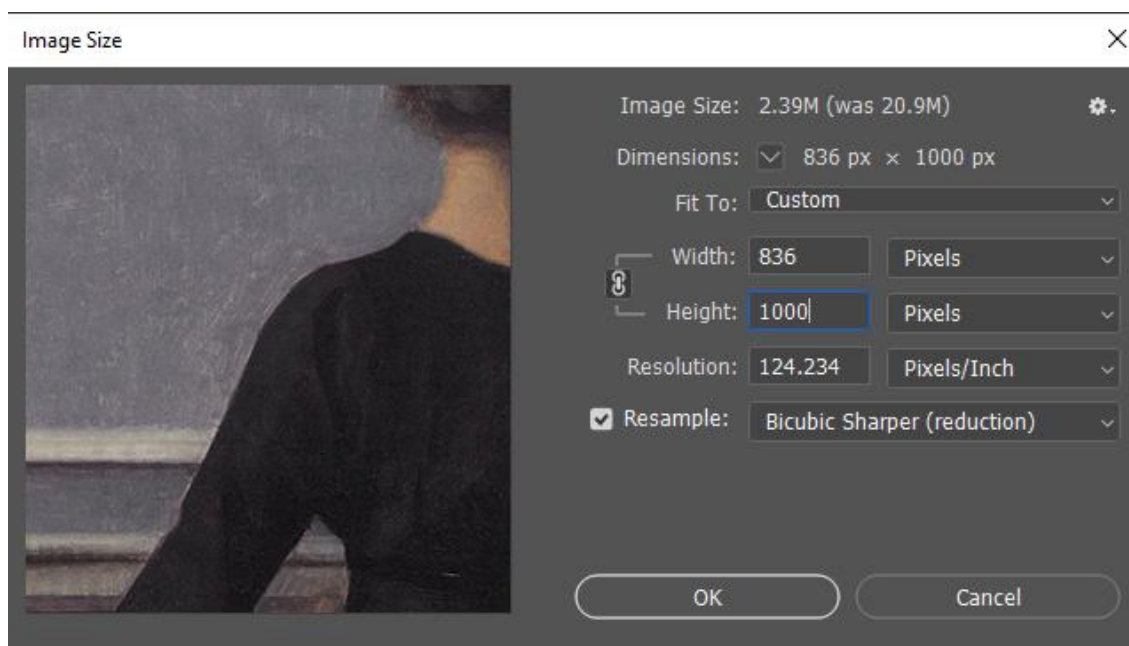 Image Size
Image Size: 2.39M (was 20.9M)
Dimensions: 836 px × 1000 px
Fit To: Custom
Width: 836 Pixels
Height: 1000 Pixels
Resolution: 124.234 Pixels/Inch
Resample: Bicubic Sharper (reduction)
OK Cancel